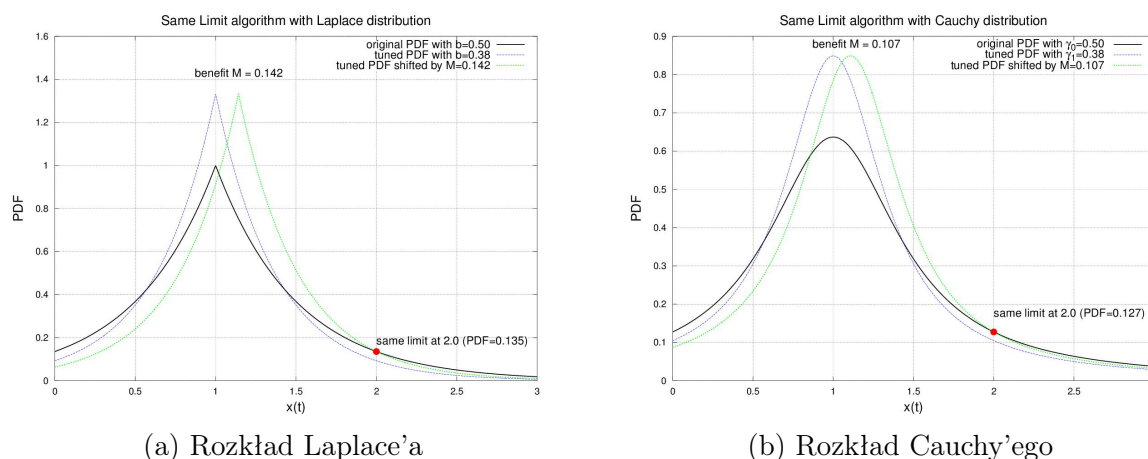 Same Limit algorithm with Laplace distribution
original PDF with b=0.50
tuned PDF with b=0.38
tuned PDF shifted by M=0.142
benefit M = 0.142
same limit at 2.0 (PDF=0.135)
PDF
1.6
1.4
1.2
1
0.8
0.6
0.4
0.2
0
0
0.5
1
1.5
2
2.5
3
x(t)
(a) Rozkład Laplace’a
Same Limit algorithm with Cauchy distribution
original PDF with γ₀=0.50
tuned PDF with γ₁=0.38
tuned PDF shifted by M=0.107
benefit M = 0.107
same limit at 2.0 (PDF=0.127)
PDF
0.9
0.8
0.7
0.6
0.5
0.4
0.3
0.2
0.1
0
0
0.5
1
1.5
2
2.5
x(t)
(b) Rozkład Cauchy’ego